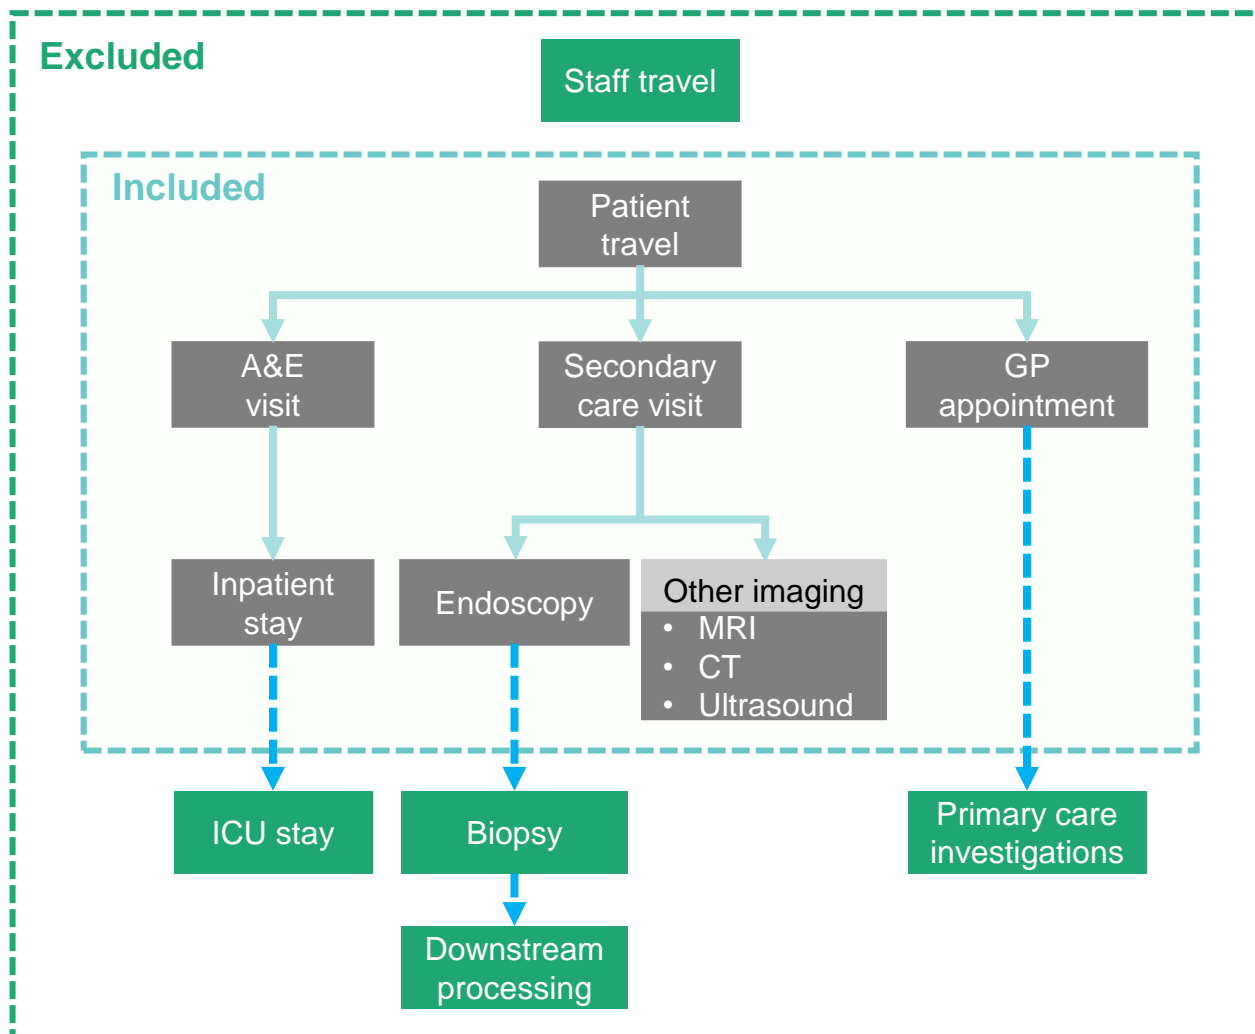 Excluded
Staff travel
Included
Patient
travel
A&E
visit
Secondary
care visit
GP
appointment
Inpatient
stay
Endoscopy
Other imaging
• MRI
• CT
• Ultrasound
ICU stay
Biopsy
Primary care
investigations
Downstream
processing